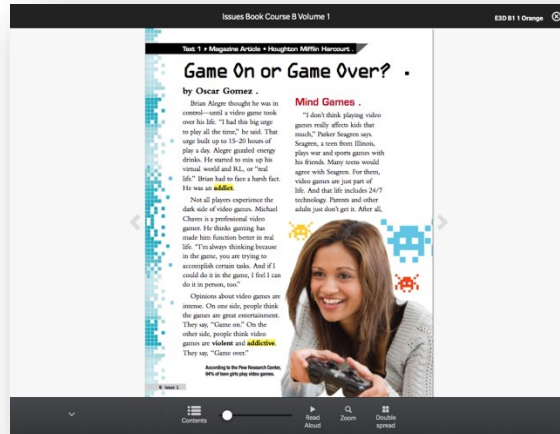 Issues Book Course B Volume 1
E3D B1 1 Orange
Text 1 • Magazine Article • Houghton Mifflin Harcourt .
Game On or Game Over? .
by Oscar Gomez .
Brian Alegre thought he was in
control—until a video game took
over his life. "I had this big urge
to play all the time," he said. That
urge built up to 15–20 hours of
play a day. Alegre guzzled energy
drinks. He started to mix up his
virtual world and RL, or "real
life." Brian had to face a harsh fact.
He was an addict.
Not all players experience the
dark side of video games. Michael
Chaves is a professional video
gamer. He thinks gaming has
made him function better in real
life. "I'm always thinking because
in the game, you are trying to
accomplish certain tasks. And if I
could do it in the game, I feel I can
do it in person, too."
Opinions about video games are
intense. On one side, people think
the games are great entertainment.
They say, "Game on." On the
other side, people think video
games are violent and addictive.
They say, "Game over."
According to the Pew Research Center,
94% of teen girls play video games.
6 Issue 1
Mind Games .
"I don't think playing video
games really affects kids that
much," Parker Seagren says.
Seagren, a teen from Illinois,
plays war and sports games with
his friends. Many teens would
agree with Seagren. For them,
video games are just part of
life. And that life includes 24/7
technology. Parents and other
adults just don't get it. After all,
Contents
Read
Aloud
Zoom
Double
spread